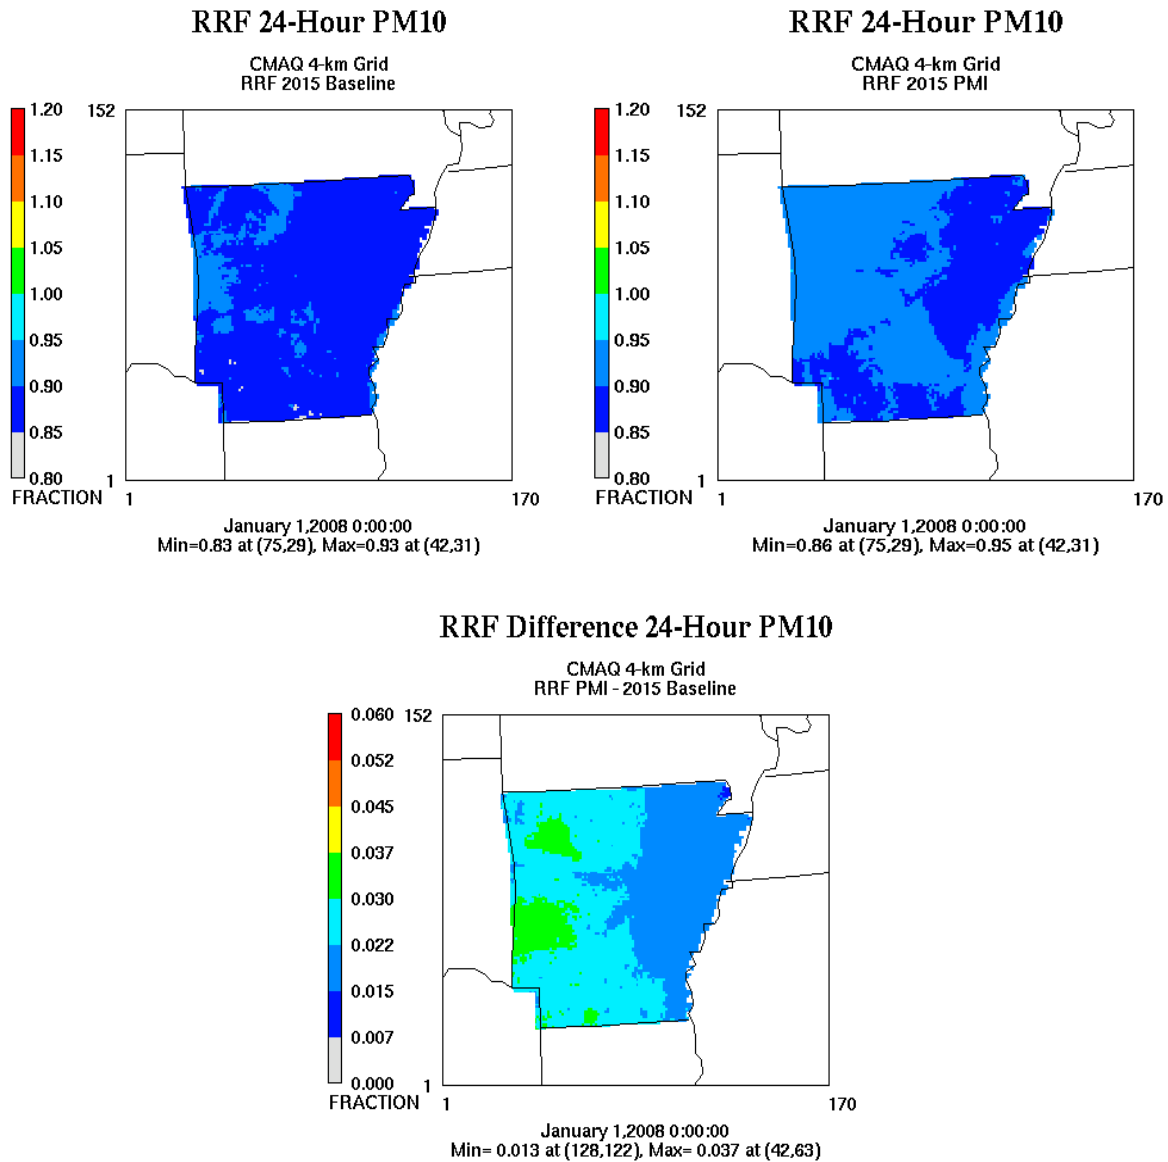 RRF 24-Hour PM10
CMAQ 4-km Grid
RRF 2015 Baseline
1.20
1.15
1.10
1.05
1.00
0.95
0.90
0.85
0.80
FRACTION
152
1
1
170
January 1,2008 0:00:00
Min=0.83 at (75,29), Max=0.93 at (42,31)
RRF 24-Hour PM10
CMAQ 4-km Grid
RRF 2015 PMI
1.20
1.15
1.10
1.05
1.00
0.95
0.90
0.85
0.80
FRACTION
152
1
1
170
January 1,2008 0:00:00
Min=0.86 at (75,29), Max=0.95 at (42,31)
RRF Difference 24-Hour PM10
CMAQ 4-km Grid
RRF PMI - 2015 Baseline
0.060
0.052
0.045
0.037
0.030
0.022
0.015
0.007
0.000
FRACTION
152
1
1
170
January 1,2008 0:00:00
Min= 0.013 at (128,122), Max= 0.037 at (42,63)